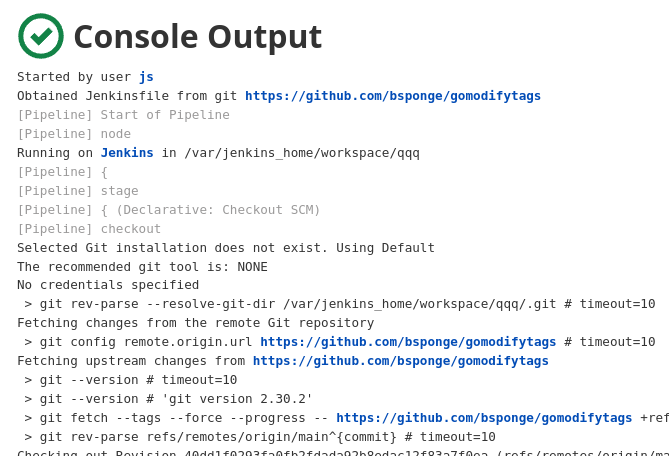 Console Output
Started by user js
Obtained Jenkinsfile from git https://github.com/bsponge/gomodifytags
[Pipeline] Start of Pipeline
[Pipeline] node
Running on Jenkins in /var/jenkins_home/workspace/qqq
[Pipeline] {
[Pipeline] stage
[Pipeline] { (Declarative: Checkout SCM)
[Pipeline] checkout
Selected Git installation does not exist. Using Default
The recommended git tool is: NONE
No credentials specified
 > git rev-parse --resolve-git-dir /var/jenkins_home/workspace/qqq/.git # timeout=10
Fetching changes from the remote Git repository
 > git config remote.origin.url https://github.com/bsponge/gomodifytags # timeout=10
Fetching upstream changes from https://github.com/bsponge/gomodifytags
 > git --version # timeout=10
 > git --version # 'git version 2.30.2'
 > git fetch --tags --force --progress -- https://github.com/bsponge/gomodifytags +ref
 > git rev-parse refs/remotes/origin/main^{commit} # timeout=10
Checking out Revision